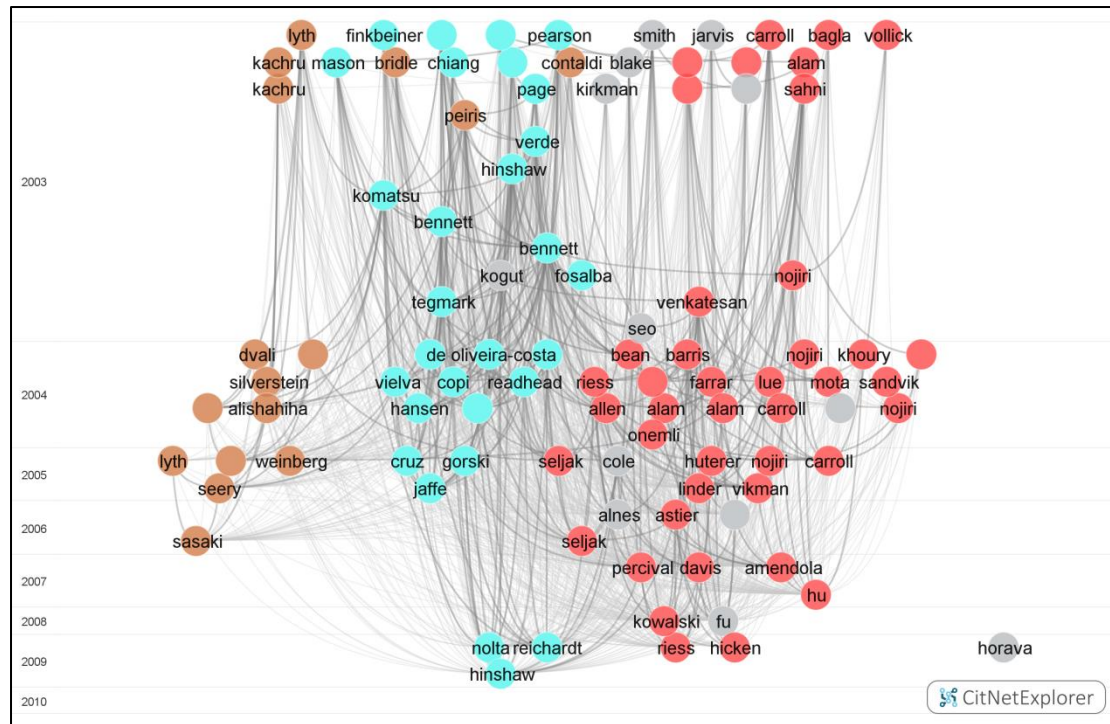 lyth finkbeiner pearson smith jarvis carroll bagla vollick
kachru mason bridle chiang contaldi blake alam
kachru page kirkman sahni
peiris
verde
hinshaw
2003
komatsu
bennett
bennett
kogut fosalba nojiri
tegmark venkatesan
seo
dvali de oliveira-costa bean barris nojiri khoury
silverstein vielva copi readhead riess farrar lue mota sandvik
2004
alishahiha hansen allen alam alam carroll nojiri
onemli
lyth weinberg cruz gorski seljak cole huterer nojiri carroll
2005
seery jaffe linder vikman
alnes astier
2006
sasaki seljak
percival davis amendola
2007
hu
2008
kowalski fu
nolta reichardt riess hicken horava
2009
hinshaw
2010
CitNetExplorer